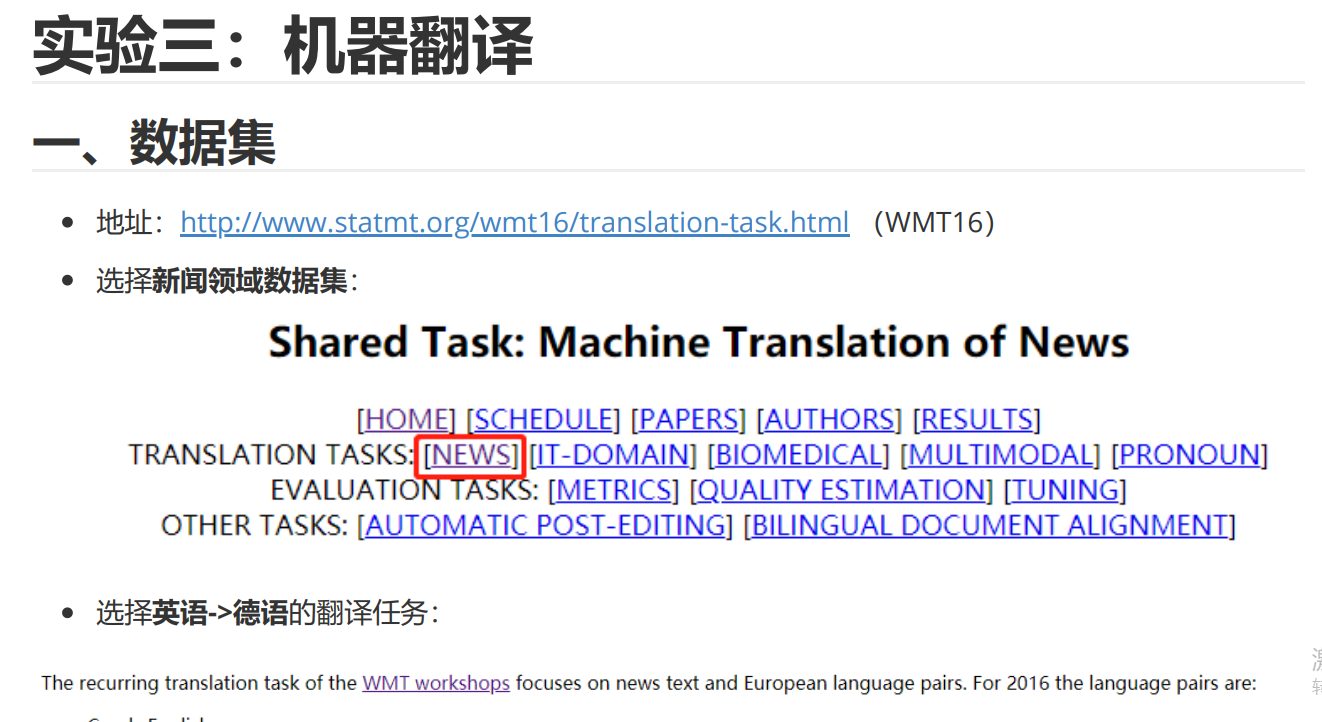 实验三：机器翻译
一、数据集
地址：http://www.statmt.org/wmt16/translation-task.html （WMT16）
选择新闻领域数据集：
Shared Task: Machine Translation of News
[HOME] [SCHEDULE] [PAPERS] [AUTHORS] [RESULTS]
TRANSLATION TASKS: [NEWS] [IT-DOMAIN] [BIOMEDICAL] [MULTIMODAL] [PRONOUN]
EVALUATION TASKS: [METRICS] [QUALITY ESTIMATION] [TUNING]
OTHER TASKS: [AUTOMATIC POST-EDITING] [BILINGUAL DOCUMENT ALIGNMENT]
选择英语->德语的翻译任务：
The recurring translation task of the WMT workshops focuses on news text and European language pairs. For 2016 the language pairs are: